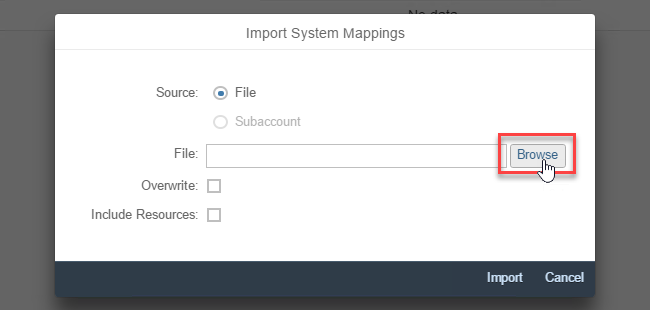 No data
Import System Mappings
Source: File
Subaccount
File: Browse
Overwrite:
Include Resources:
Import Cancel